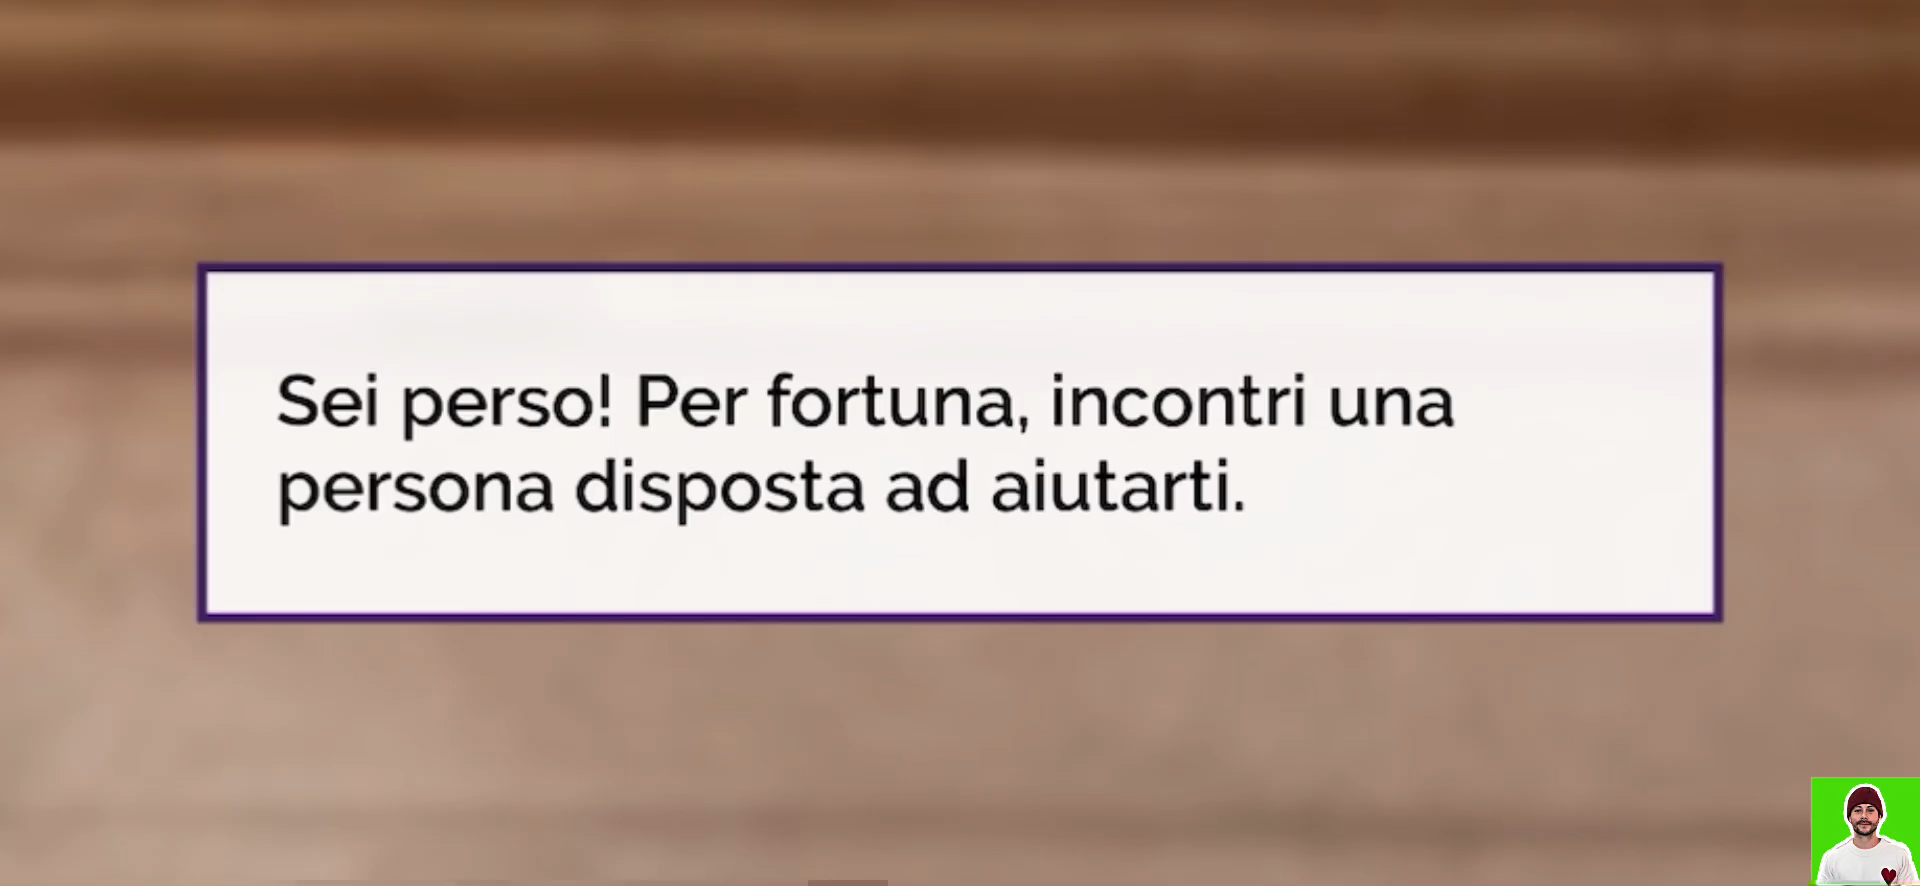 Sei perso! Per fortuna, incontri una
persona disposta ad aiutarti.